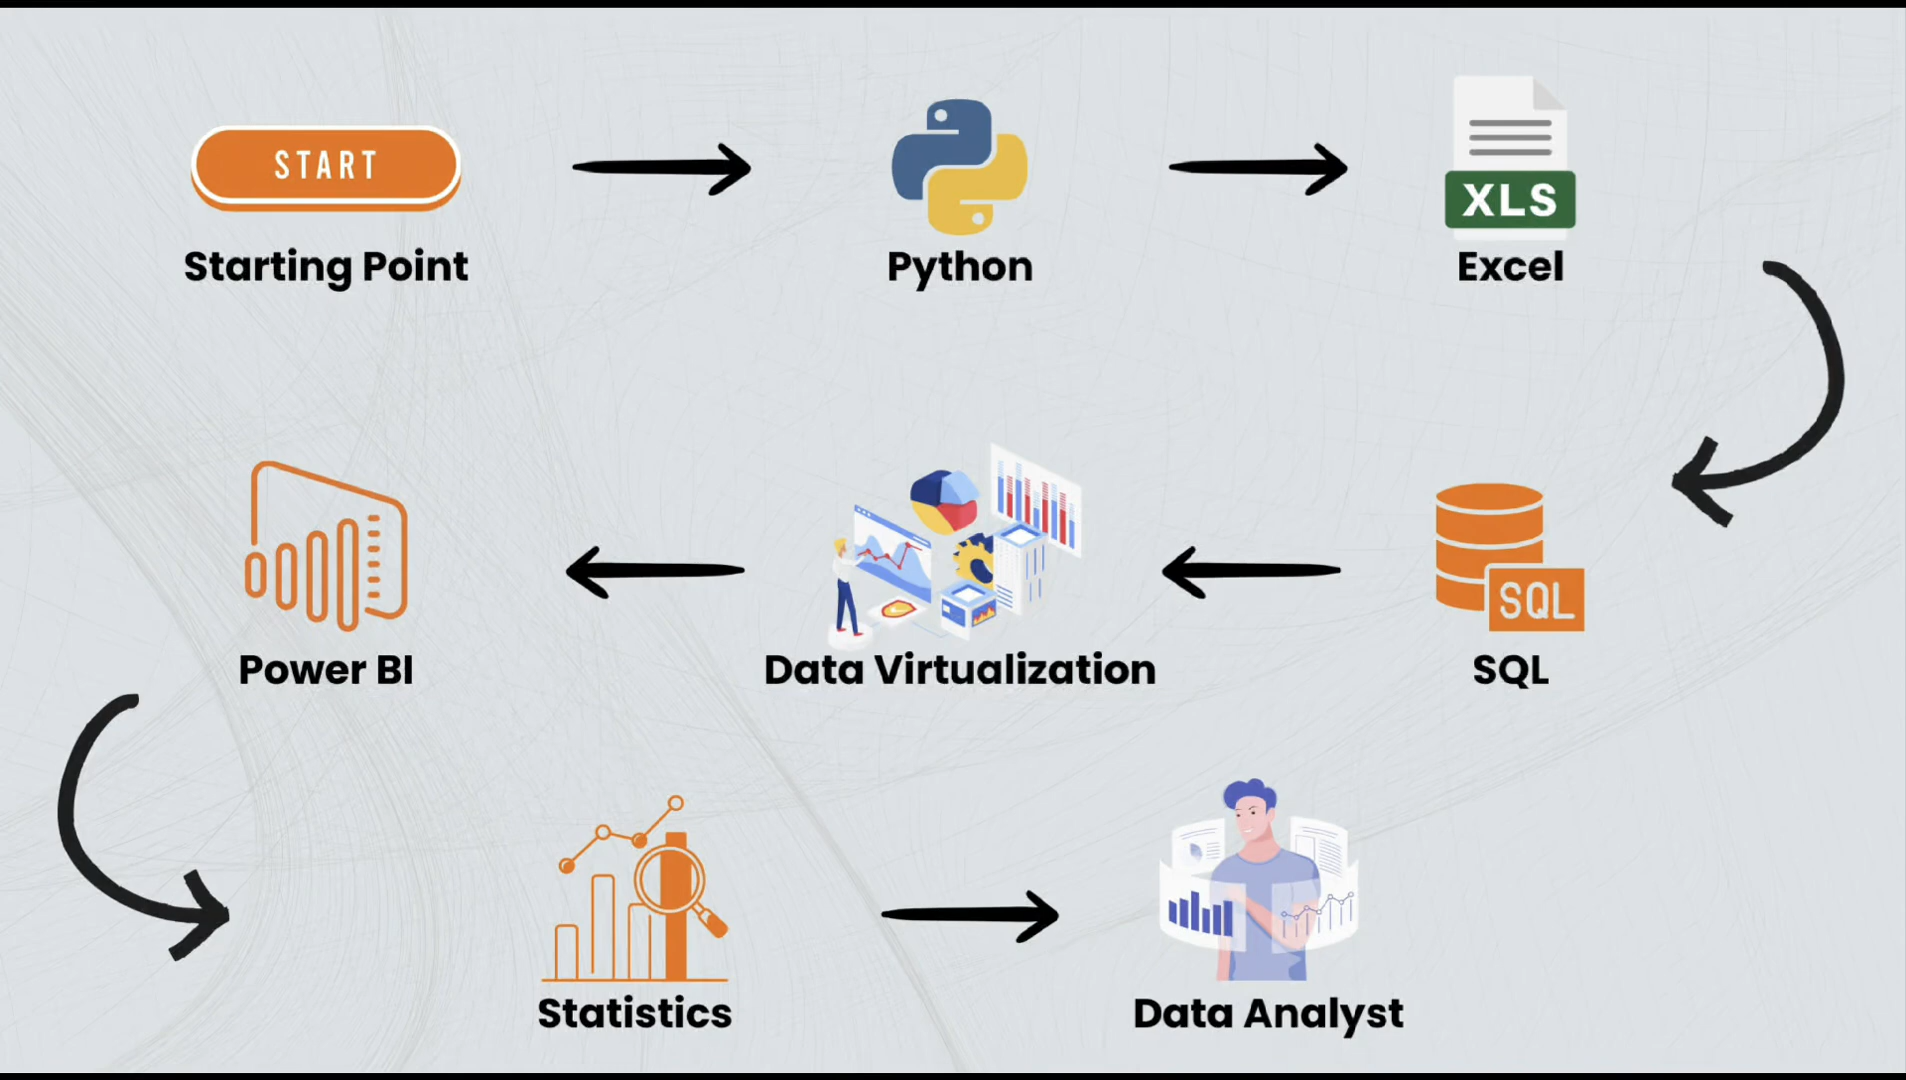 START
Starting Point
Python
XLS
Excel
Power BI
Data Virtualization
SQL
SQL
Statistics
Data Analyst